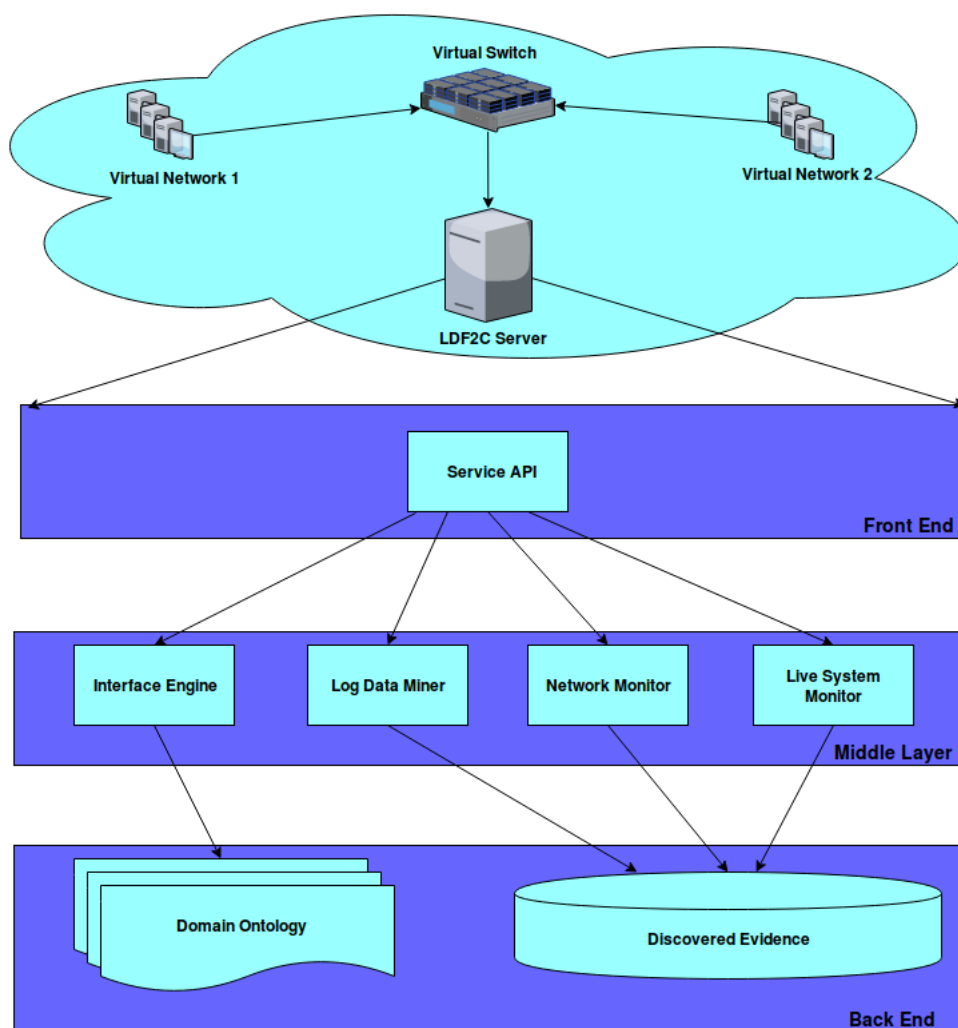 Virtual Switch
Virtual Network 1
Virtual Network 2
LDF2C Server
Service API
Front End
Interface Engine
Log Data Miner
Network Monitor
Live System
Monitor
Middle Layer
Domain Ontology
Discovered Evidence
Back End